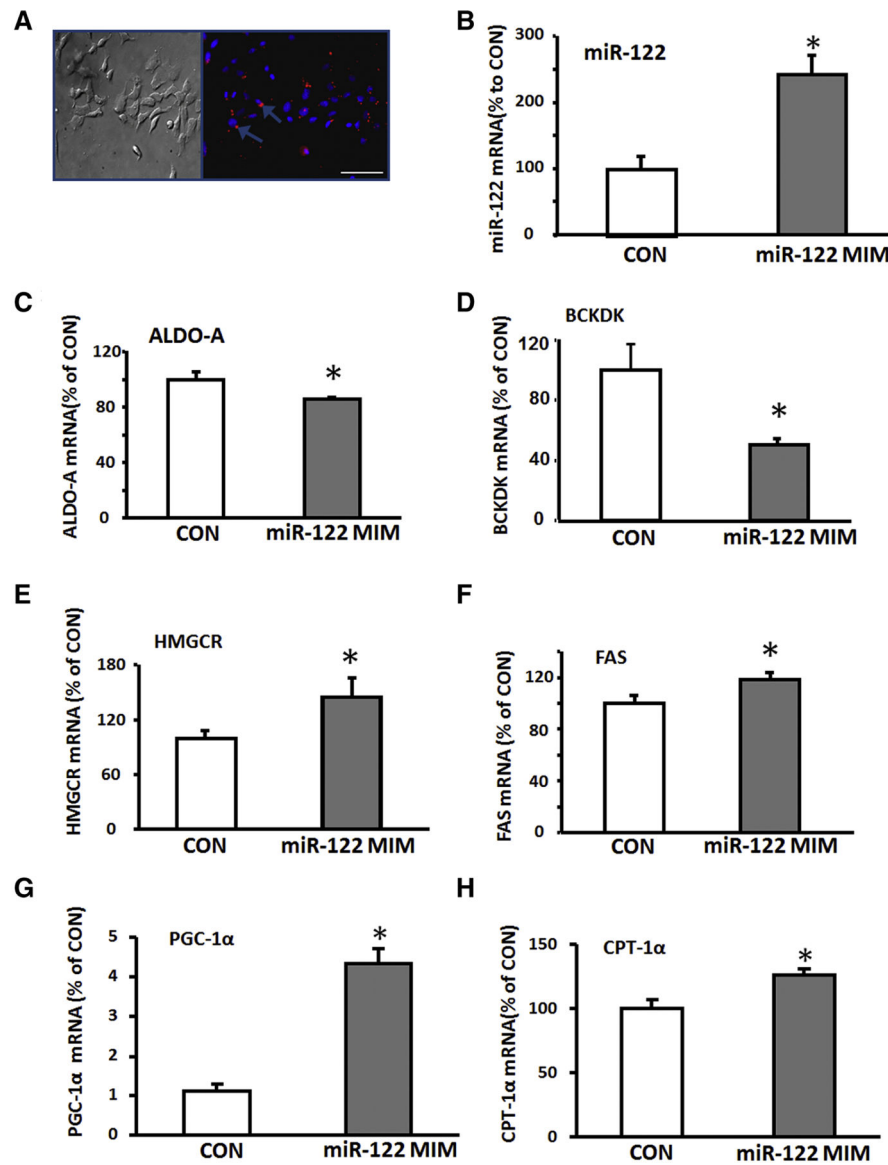 A
B
miR-122 mRNA(% to CON)
300
200
100
0
miR-122
*
CON
miR-122 MIM
C
ALDO-A mRNA(% of CON)
120
80
40
0
ALDO-A
*
CON
miR-122 MIM
D
BCKDK mRNA (% of CON)
120
80
40
0
BCKDK
*
CON
miR-122 MIM
E
HMGCR mRNA (% of CON)
180
120
60
0
HMGCR
*
CON
miR-122 MIM
F
FAS mRNA (% of CON)
120
80
40
0
FAS
*
CON
miR-122 MIM
G
PGC-1α mRNA (% of CON)
5
4
3
2
1
0
PGC-1α
*
CON
miR-122 MIM
H
CPT-1α mRNA(% of CON)
150
100
50
0
CPT-1α
*
CON
miR-122 MIM